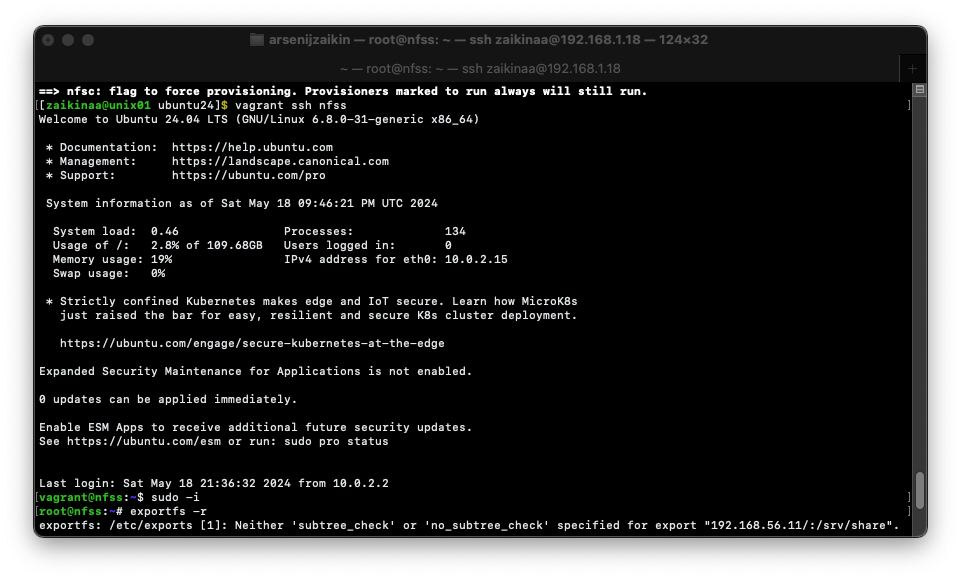 arsenijzaikin — root@nfss: ~ — ssh zaikinaa@192.168.1.18 — 124×32
~ — root@nfss: ~ — ssh zaikinaa@192.168.1.18
+
==> nfsc: flag to force provisioning. Provisioners marked to run always will still run.
[[zaikinaa@unix01 ubuntu24]$ vagrant ssh nfss ]
Welcome to Ubuntu 24.04 LTS (GNU/Linux 6.8.0-31-generic x86_64)
* Documentation: https://help.ubuntu.com
* Management: https://landscape.canonical.com
* Support: https://ubuntu.com/pro
System information as of Sat May 18 09:46:21 PM UTC 2024
System load: 0.46 Processes: 134
Usage of /: 2.8% of 109.68GB Users logged in: 0
Memory usage: 19% IPv4 address for eth0: 10.0.2.15
Swap usage: 0%
* Strictly confined Kubernetes makes edge and IoT secure. Learn how MicroK8s
just raised the bar for easy, resilient and secure K8s cluster deployment.
https://ubuntu.com/engage/secure-kubernetes-at-the-edge
Expanded Security Maintenance for Applications is not enabled.
0 updates can be applied immediately.
Enable ESM Apps to receive additional future security updates.
See https://ubuntu.com/esm or run: sudo pro status
Last login: Sat May 18 21:36:32 2024 from 10.0.2.2
[vagrant@nfss:~$ sudo -i ]
[root@nfss:~# exportfs -r ]
exportfs: /etc/exports [1]: Neither 'subtree_check' or 'no_subtree_check' specified for export "192.168.56.11/:/srv/share".